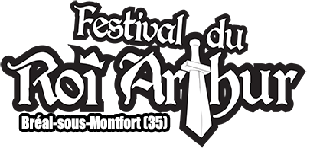 Festival du
Roi Arthur
Bréal-sous-Montfort (35)